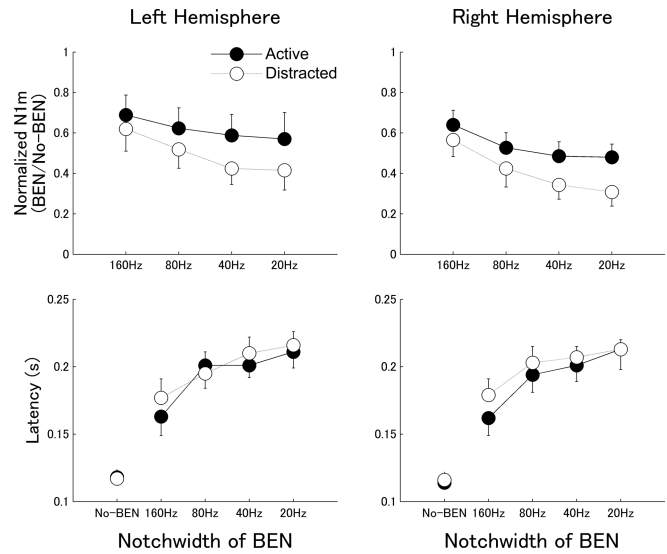 Left Hemisphere
Right Hemisphere
Normalized N1m
(BEN/No-BEN)
1
0.8
0.6
0.4
0.2
0
Active
Distracted
160Hz 80Hz 40Hz 20Hz
1
0.8
0.6
0.4
0.2
0
160Hz 80Hz 40Hz 20Hz
Latency (s)
0.25
0.2
0.15
0.1
No-BEN 160Hz 80Hz 40Hz 20Hz
Notchwidth of BEN
0.25
0.2
0.15
0.1
No-BEN 160Hz 80Hz 40Hz 20Hz
Notchwidth of BEN